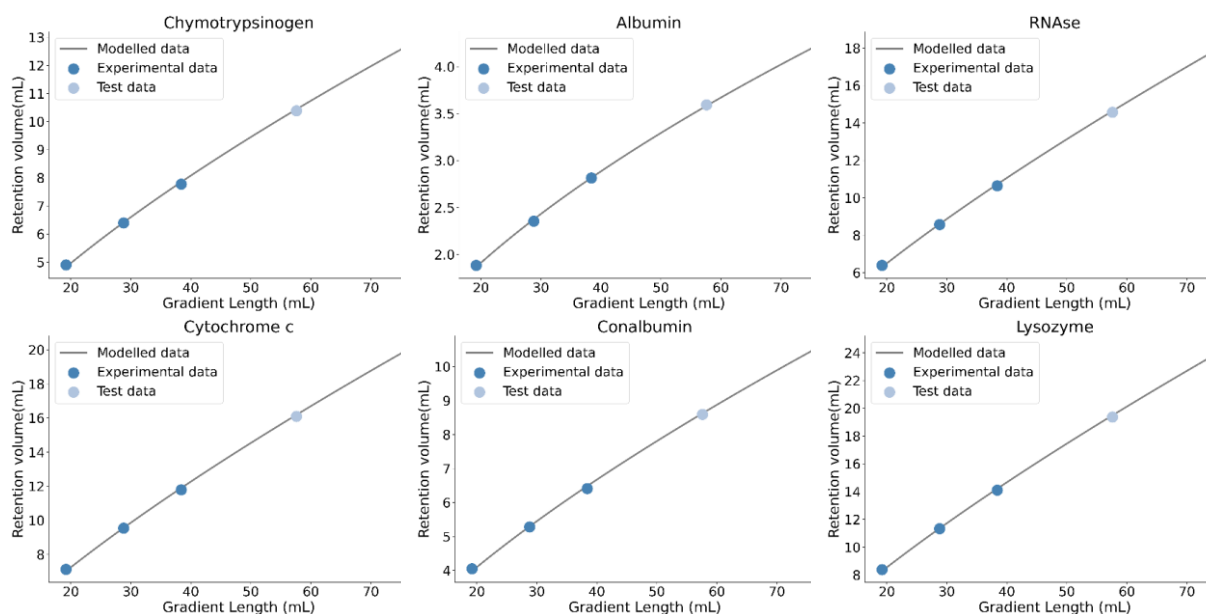 Chymotrypsinogen
Retention volume(mL)
13
12
11
10
9
8
7
6
5
Modelled data
Experimental data
Test data
20 30 40 50 60 70
Gradient Length (mL)
Albumin
Retention volume(mL)
4.0
3.5
3.0
2.5
2.0
Modelled data
Experimental data
Test data
20 30 40 50 60 70
Gradient Length (mL)
RNAse
Retention volume(mL)
18
16
14
12
10
8
6
Modelled data
Experimental data
Test data
20 30 40 50 60 70
Gradient Length (mL)
Cytochrome c
Retention volume(mL)
20
18
16
14
12
10
8
Modelled data
Experimental data
Test data
20 30 40 50 60 70
Gradient Length (mL)
Conalbumin
Retention volume(mL)
10
9
8
7
6
5
4
Modelled data
Experimental data
Test data
20 30 40 50 60 70
Gradient Length (mL)
Lysozyme
Retention volume(mL)
24
22
20
18
16
14
12
10
8
Modelled data
Experimental data
Test data
20 30 40 50 60 70
Gradient Length (mL)